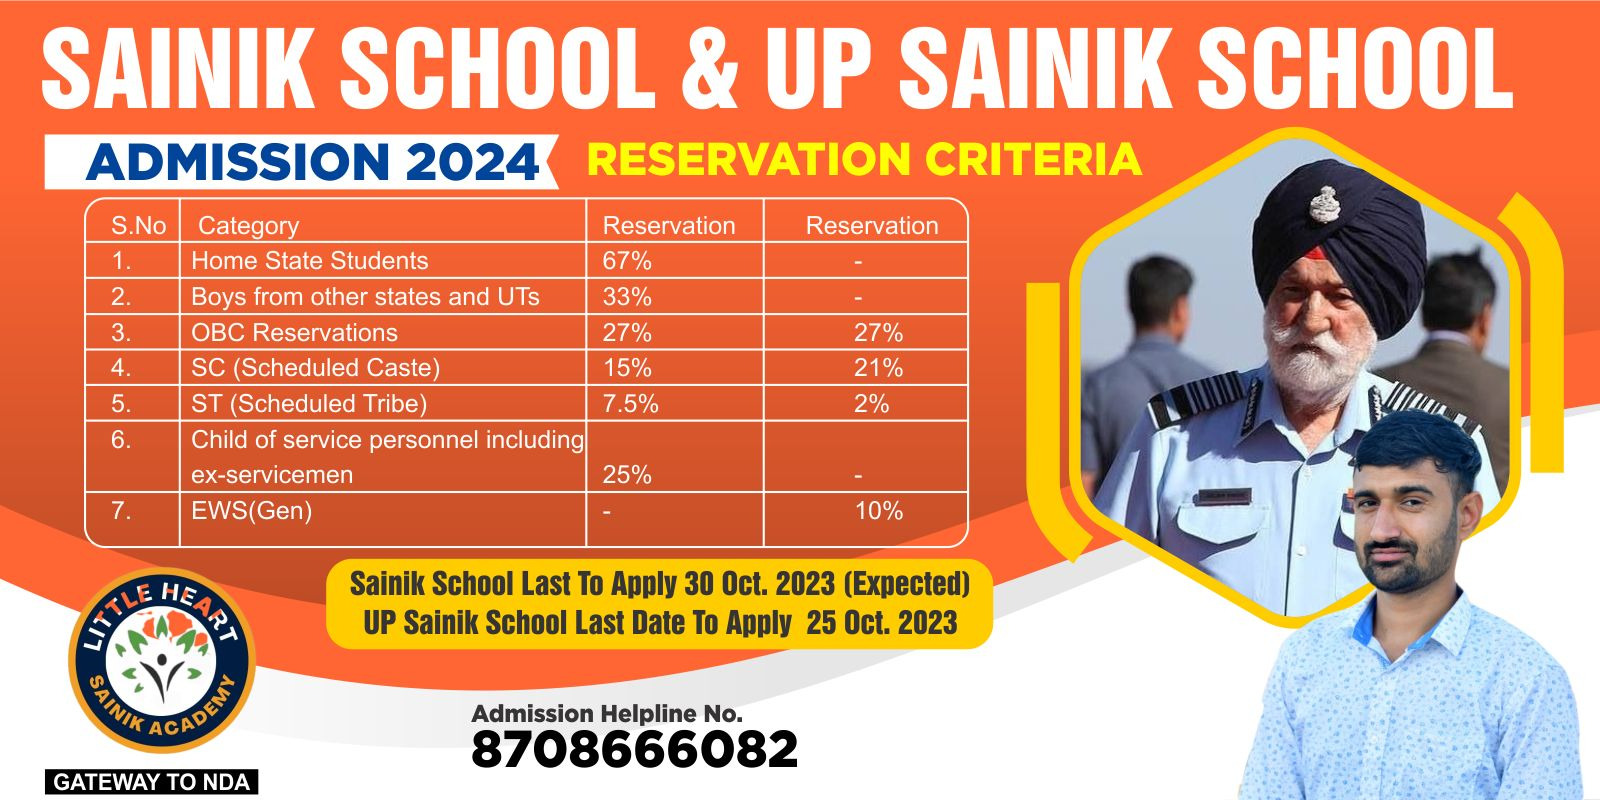 SAINIK SCHOOL & UP SAINIK SCHOOL
ADMISSION 2024
RESERVATION CRITERIA
S.No Category Reservation Reservation
1. Home State Students 67% -
2. Boys from other states and UTs 33% -
3. OBC Reservations 27% 27%
4. SC (Scheduled Caste) 15% 21%
5. ST (Scheduled Tribe) 7.5% 2%
6. Child of service personnel including
ex-servicemen 25% -
7. EWS(Gen) - 10%
Sainik School Last To Apply 30 Oct. 2023 (Expected)
UP Sainik School Last Date To Apply 25 Oct. 2023
LITTLE HEART
SAINIK ACADEMY
GATEWAY TO NDA
Admission Helpline No.
8708666082